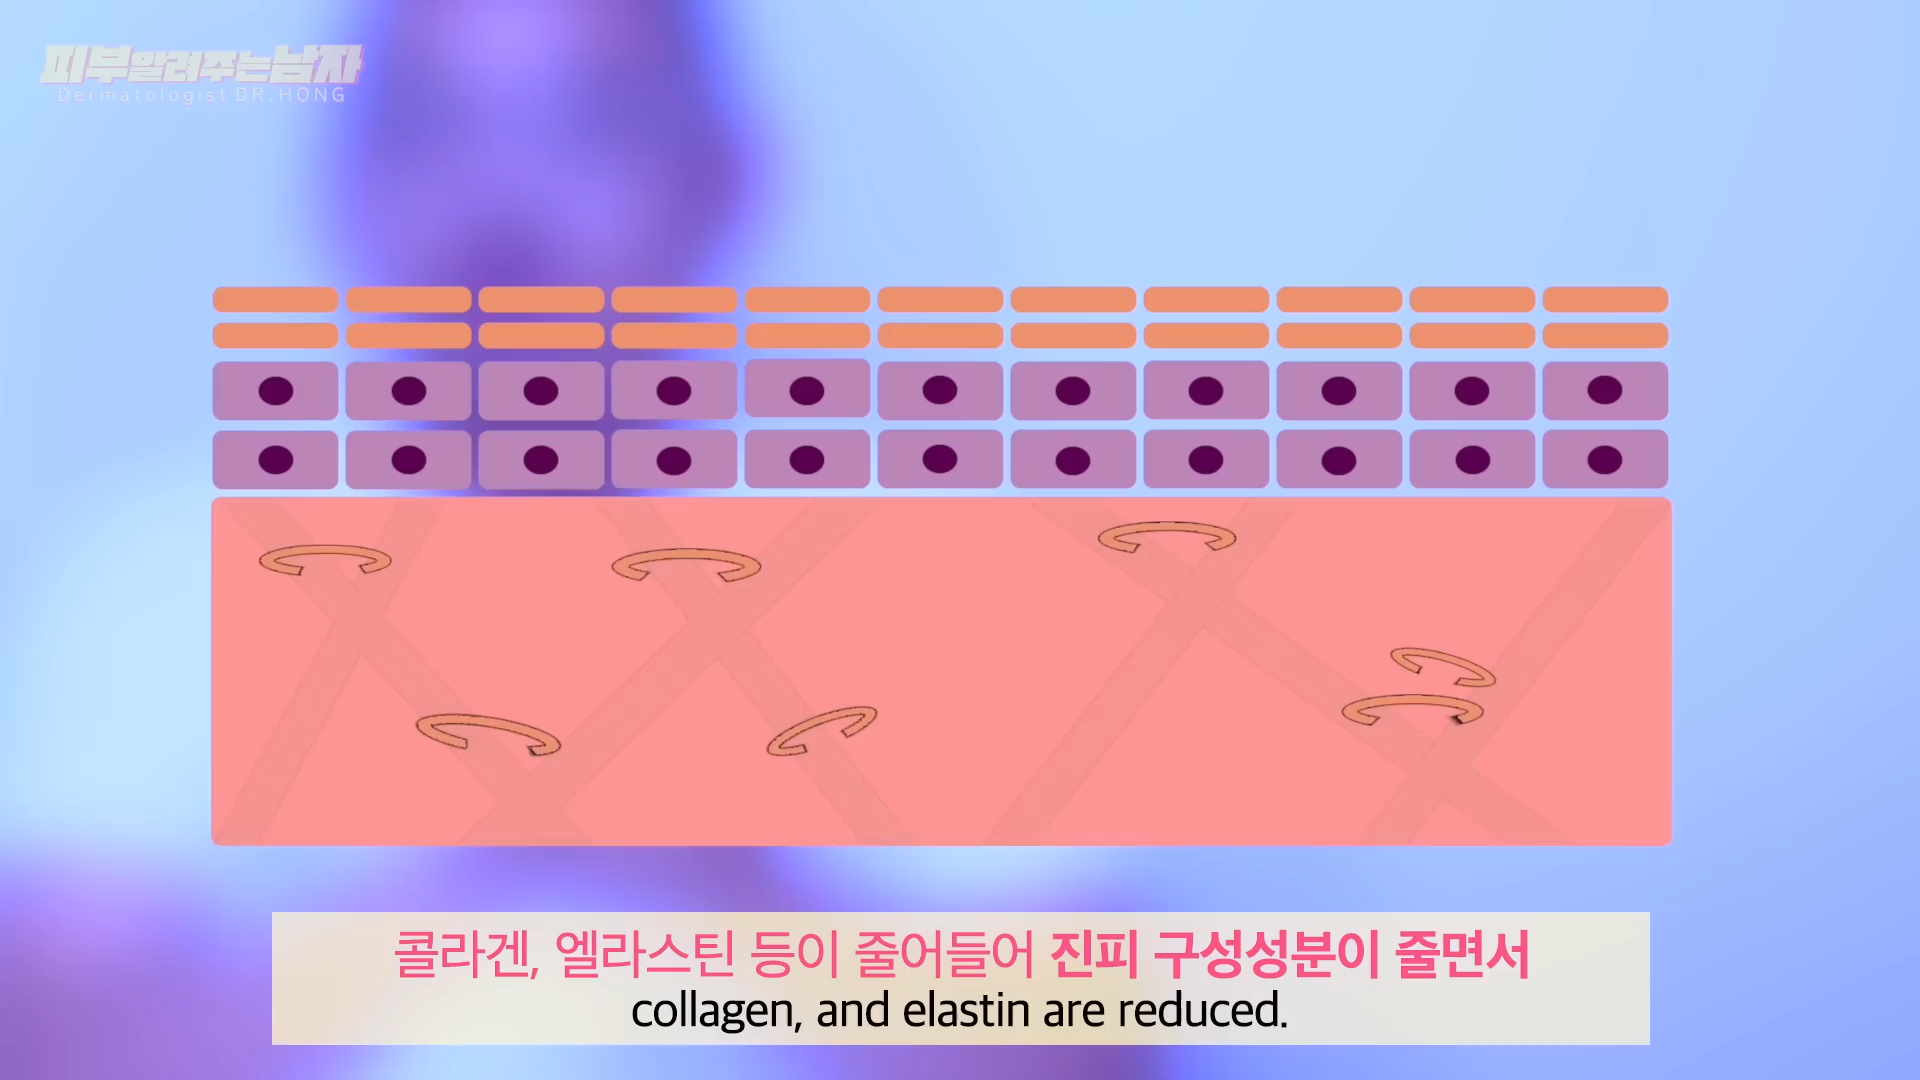 피부알려주는남자
Dermatologist DR.HONG
콜라겐, 엘라스틴 등이 줄어들어 진피 구성성분이 줄면서
collagen, and elastin are reduced.